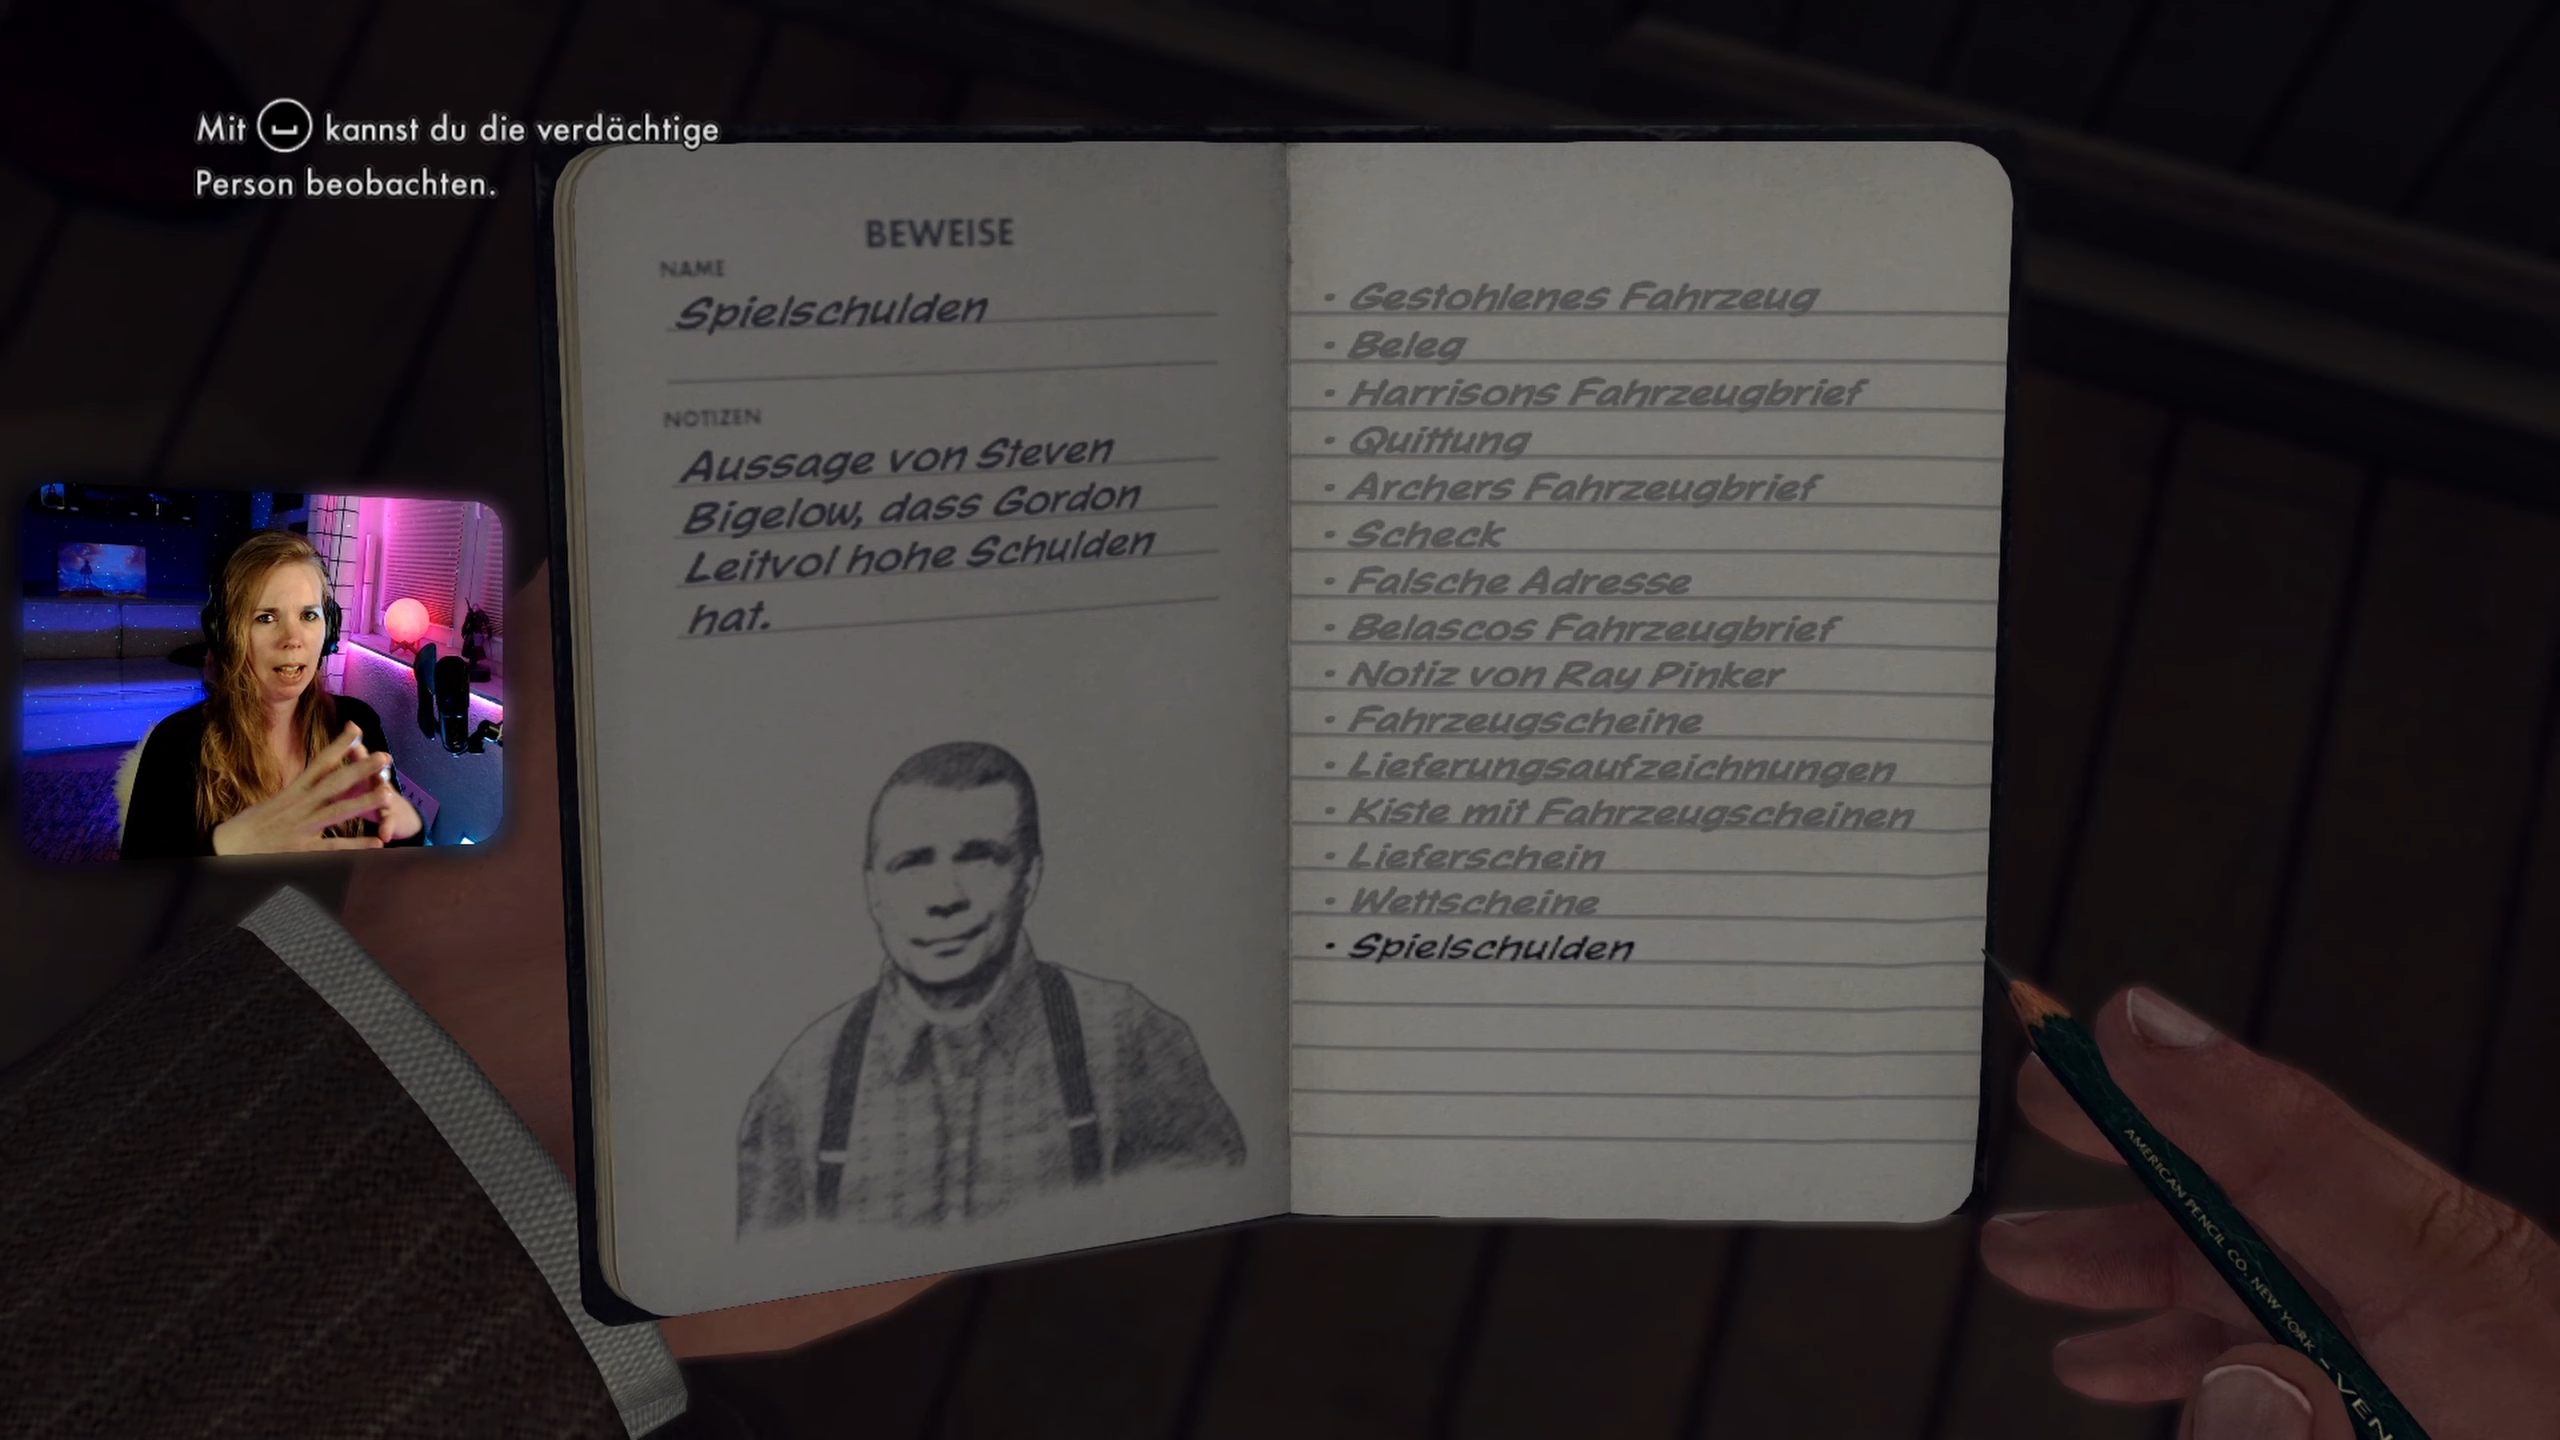 Mit kannst du die verdächtige
Person beobachten.
BEWEISE
NAME
Spielschulden
NOTIZEN
Aussage von Steven
Bigelow, dass Gordon
Leitvol hohe Schulden
hat.
• Gestohlenes Fahrzeug
• Beleg
• Harrisons Fahrzeugbrief
• Quittung
• Archers Fahrzeugbrief
• Scheck
• Falsche Adresse
• Belascos Fahrzeugbrief
• Notiz von Ray Pinker
• Fahrzeugscheine
• Lieferungsaufzeichnungen
• Kiste mit Fahrzeugscheinen
• Lieferschein
• Wettscheine
• Spielschulden
AMERICAN PENCIL CO. NEW YORK – VEN